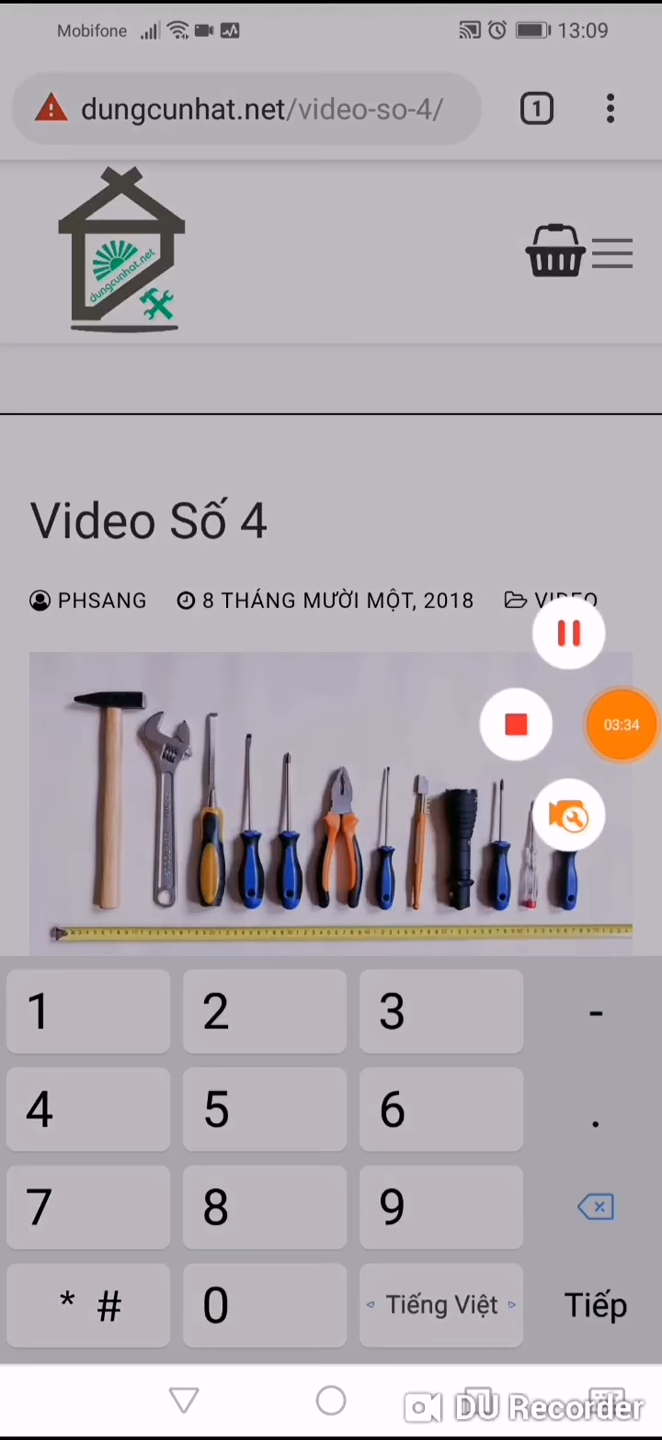 Mobifone 13:09
dungcunhat.net/video-so-4/ 1
dungcunhat.net
Video Số 4
PHSANG 8 THÁNG MƯỜI MỘT, 2018 VIDEO
03:34
1 2 3 -
4 5 6 .
7 8 9
* # 0 Tiếng Việt Tiếp
DU Recorder